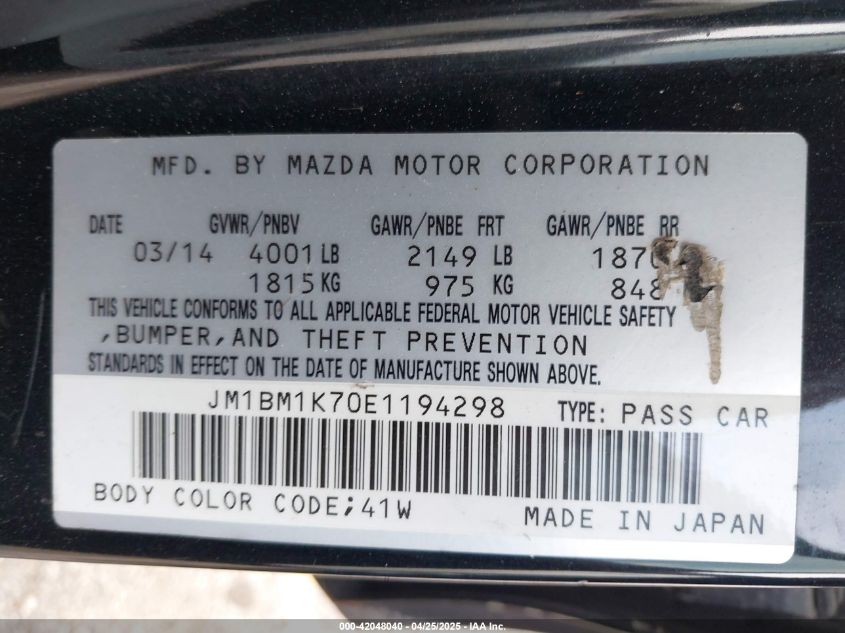 MFD. BY MAZDA MOTOR CORPORATION
DATE GVWR/PNBV GAWR/PNBE FRT GAWR/PNBE RR
03/14 4001 LB 2149 LB
1815 KG 975 KG 848
THIS VEHICLE CONFORMS TO ALL APPLICABLE FEDERAL MOTOR VEHICLE SAFETY
,BUMPER,AND THEFT PREVENTION
STANDARDS IN EFFECT ON THE DATE OF MANUFACTURE SHOWN ABOVE.
JM1BM1K70E1194298 TYPE: PASS CAR
BODY COLOR CODE;41W
MADE IN JAPAN
000-42048040 - 04/25/2025 - IAA Inc.